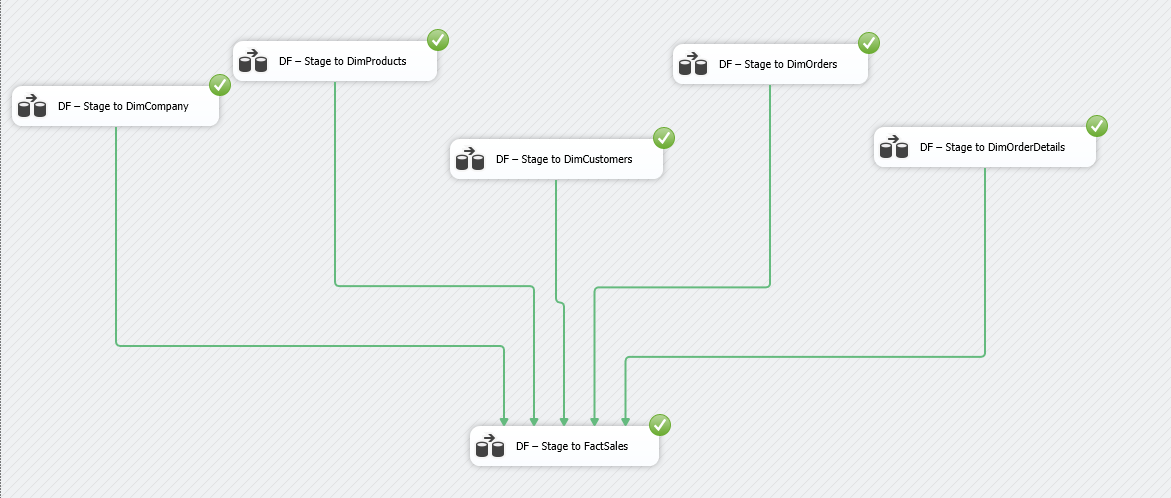 DF – Stage to DimProducts
DF – Stage to DimOrders
DF – Stage to DimCompany
DF – Stage to DimCustomers
DF – Stage to DimOrderDetails
DF – Stage to FactSales